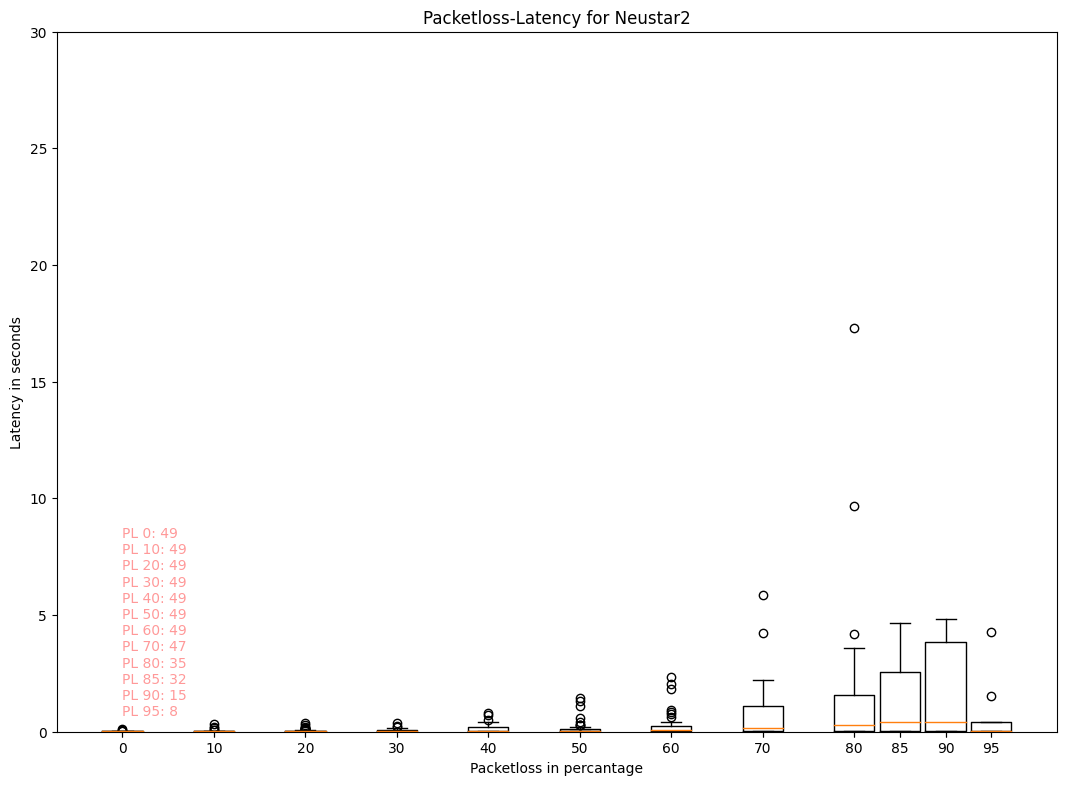 Packetloss-Latency for Neustar2
30
25
20
15
10
5
0
Latency in seconds
PL 0: 49
PL 10: 49
PL 20: 49
PL 30: 49
PL 40: 49
PL 50: 49
PL 60: 49
PL 70: 47
PL 80: 35
PL 85: 32
PL 90: 15
PL 95: 8
0 10 20 30 40 50 60 70 80 85 90 95
Packetloss in percantage